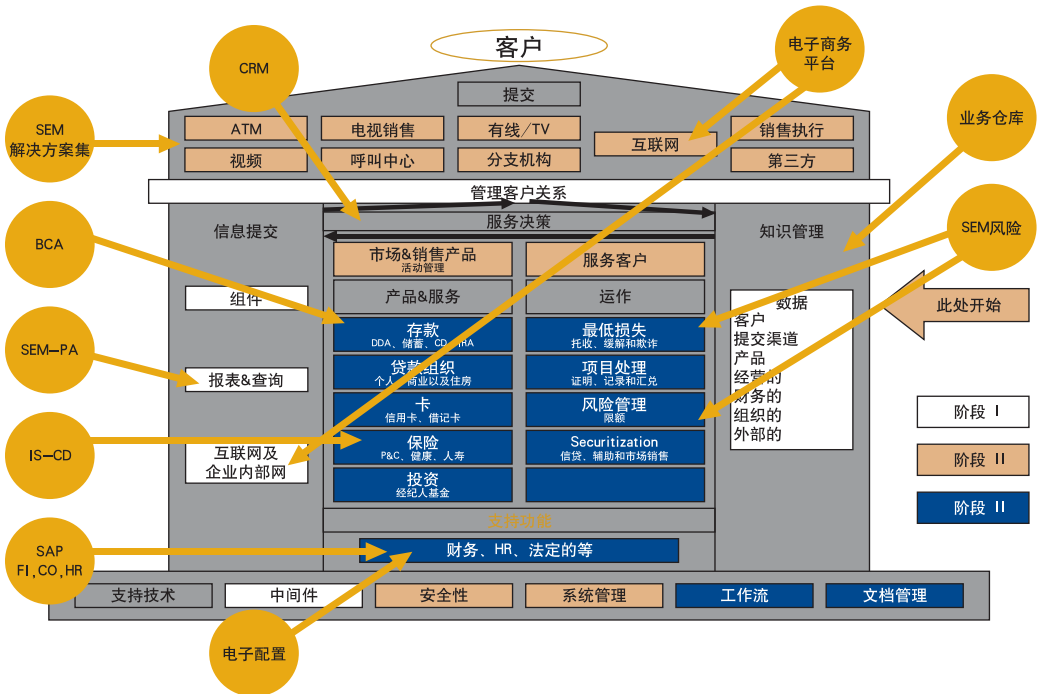 客户
CRM
电子商务
平台
提交
SEM
解决方案集
ATM
电视销售
有线/TV
互联网
销售执行
视频
呼叫中心
分支机构
第三方
业务仓库
管理客户关系
服务决策
信息提交
知识管理
BCA
SEM风险
市场&销售产品
活动管理
服务客户
组件
产品&服务
运作
数据
客户
提交渠道
产品
经营的
财务的
组织的
外部的
此处开始
存款
DDA、储蓄、CD、IRA
最低损失
托收、缓解和欺诈
SEM—PA
报表&查询
贷款组织
个人、商业以及住房
项目处理
证明、记录和汇兑
卡
信用卡、借记卡
风险管理
限额
阶段 I
IS—CD
互联网及
企业内部网
保险
P&C、健康、人寿
Securitization
信贷、辅助和市场销售
阶段 II
投资
经纪人基金
阶段 II
支持功能
SAP
FI,CO,HR
财务、HR、法定的等
支持技术
中间件
安全性
系统管理
工作流
文档管理
电子配置